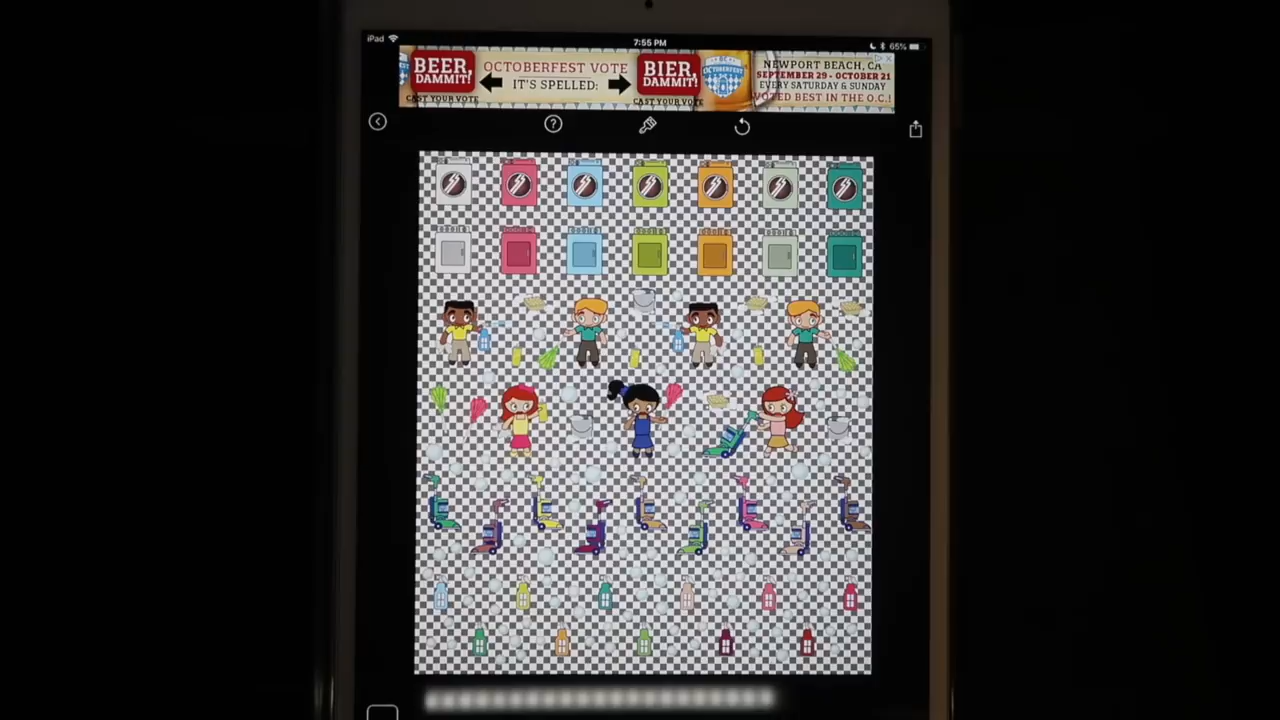 iPad
7:55 PM
65%
BEER,
DAMMIT!
CAST YOUR VOTE
OCTOBERFEST VOTE
IT'S SPELLED:
BIER,
DAMMIT!
CAST YOUR VOTE
OCTOBERFEST
NEWPORT BEACH, CA
SEPTEMBER 29 - OCTOBER 21
EVERY SATURDAY & SUNDAY
VOTED BEST IN THE O.C.!
?